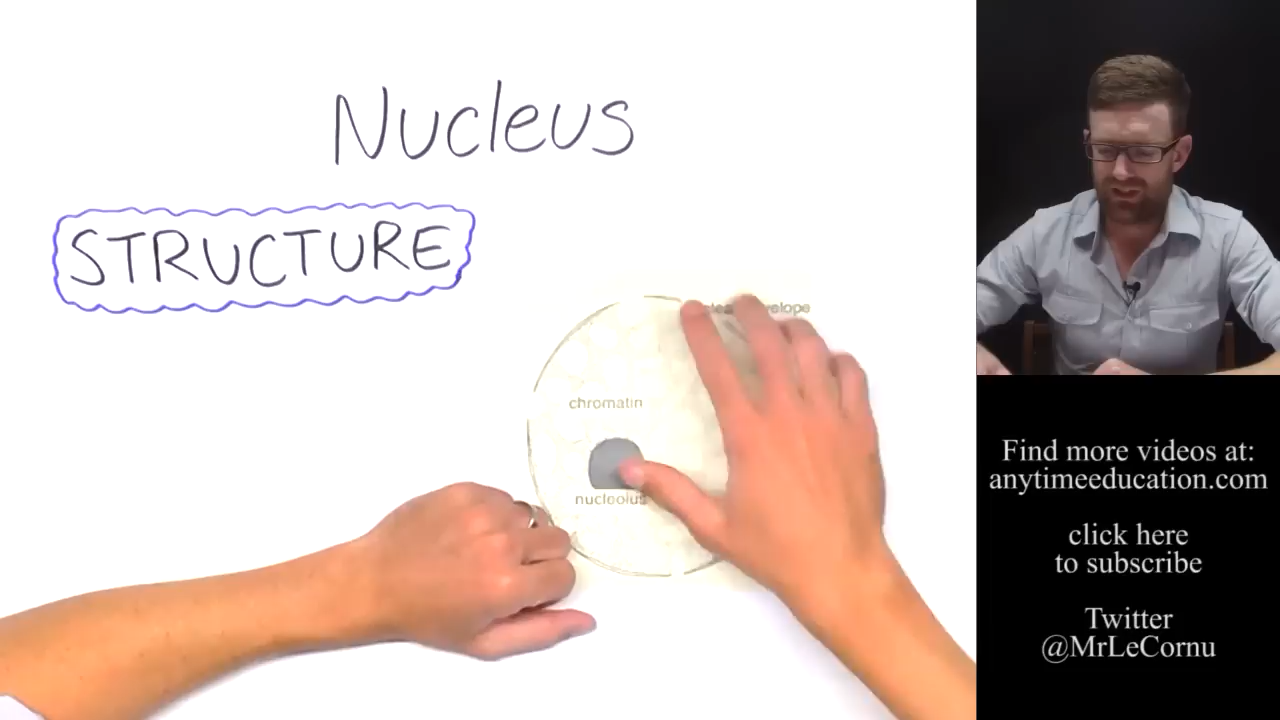 Nucleus
STRUCTURE
chromatin
nucleolus
Find more videos at:
anytimeeducation.com
click here
to subscribe
Twitter
@MrLeCornu